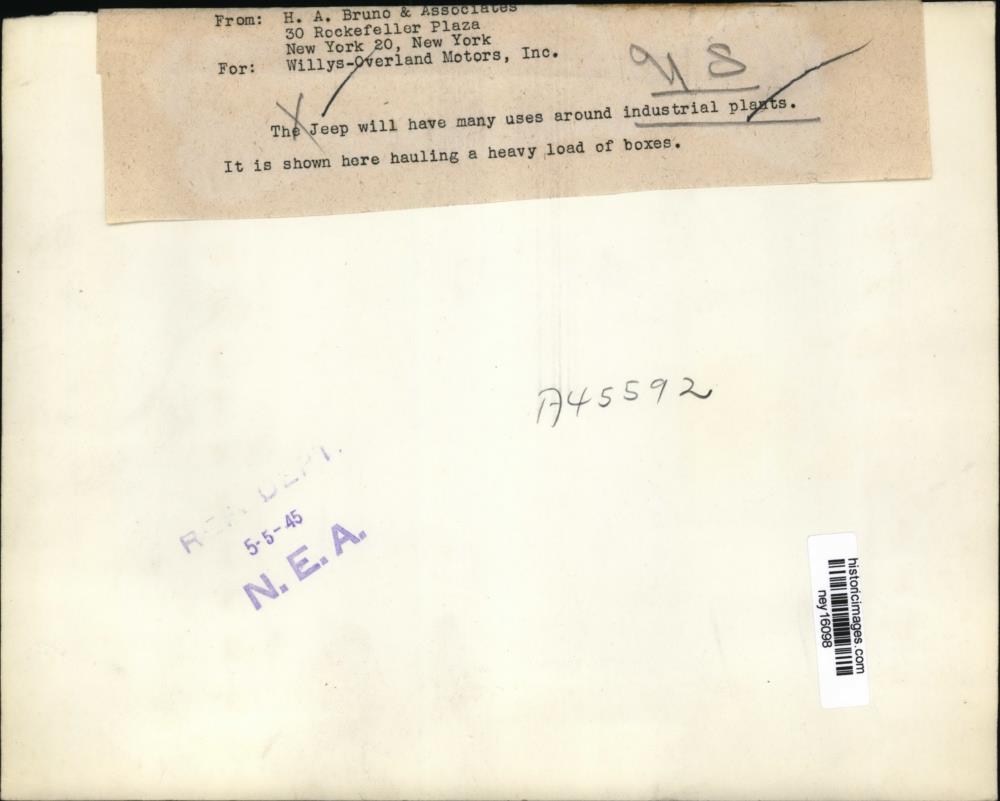 From: H. A. Bruno & Associates
30 Rockefeller Plaza
New York 20, New York
For: Willys-Overland Motors, Inc.
US
The Jeep will have many uses around industrial plants.
It is shown here hauling a heavy load of boxes.
A45592
DEPT.
5-5-45
N. E. A.
historicimages.com
ney16098